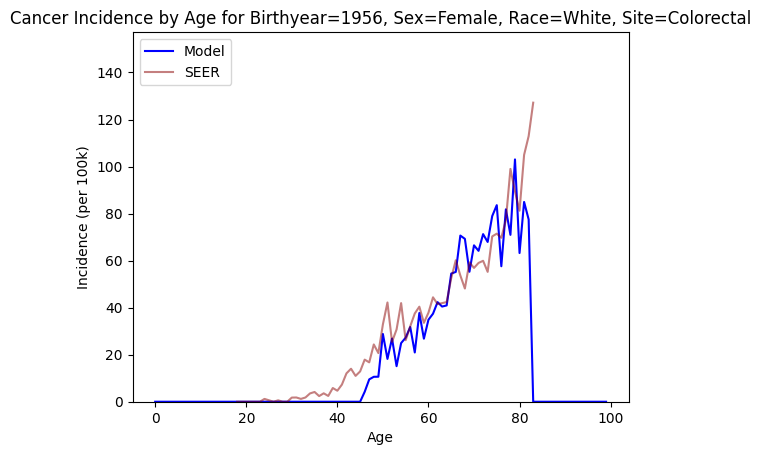 Cancer Incidence by Age for Birthyear=1956, Sex=Female, Race=White, Site=Colorectal
Model
SEER
140
120
100
80
60
40
20
0
Incidence (per 100k)
0 20 40 60 80 100
Age